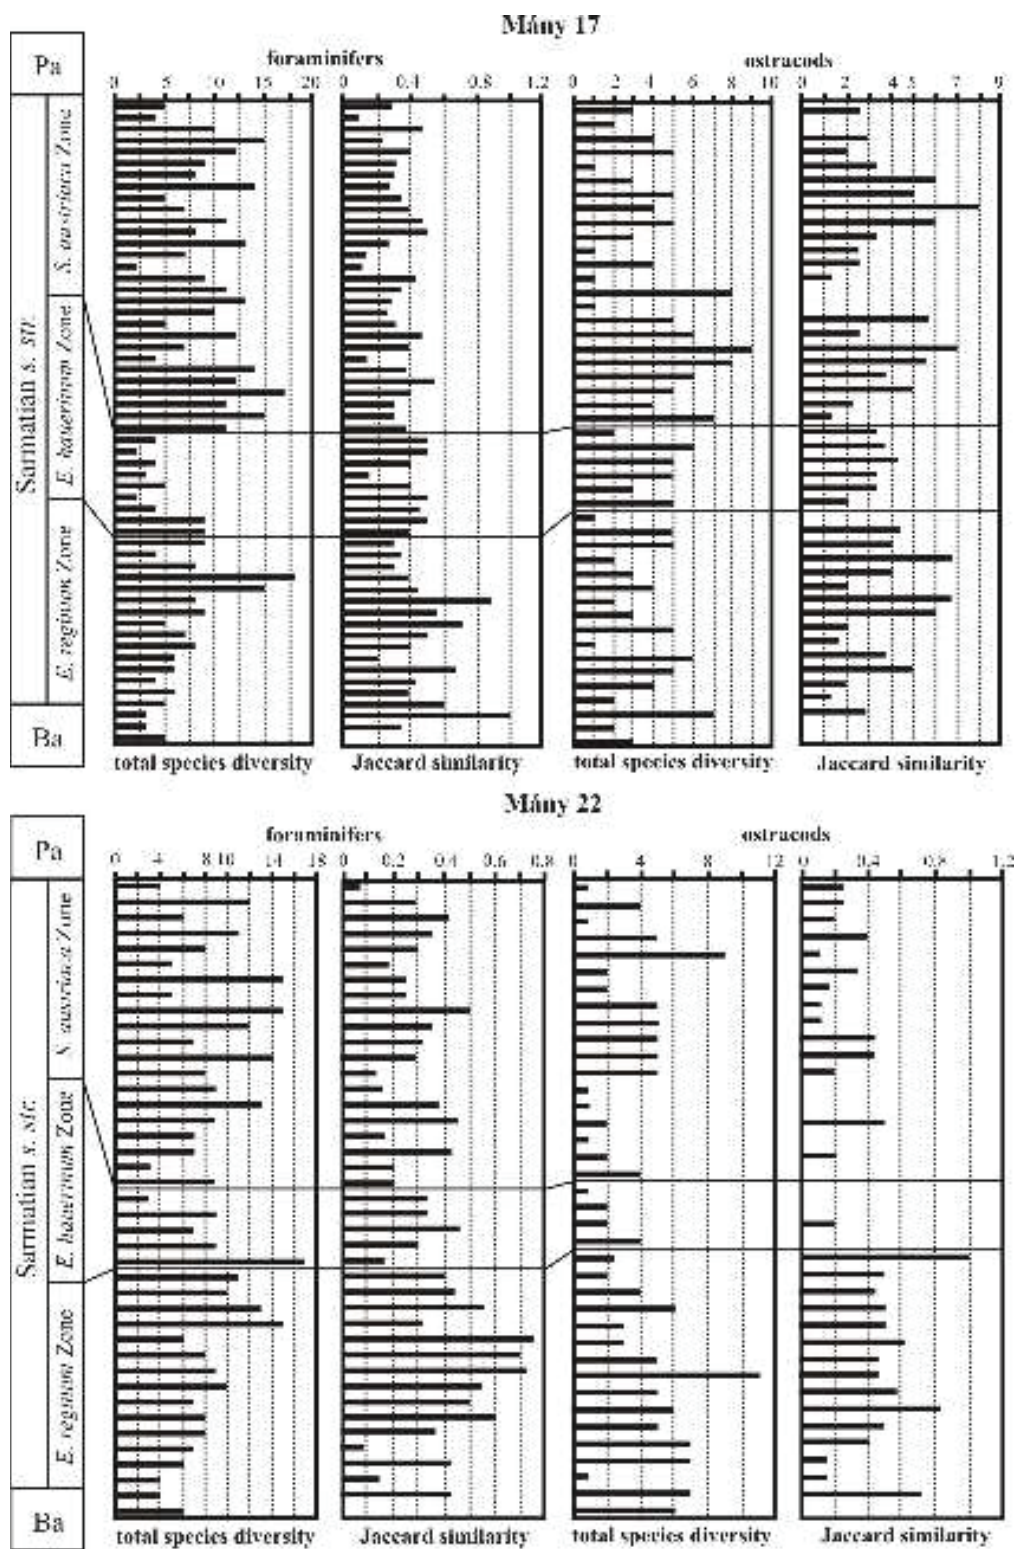 Mány 17
foraminifers
ostracods
Pa
0 5 10 15 20
0 0.4 0.8 1.2
0 2 4 6 8 10
0 2 4 5 7 9
Sarmatian s. str.
S. austriaca Zone
E. hauerinum Zone
E. reginum Zone
Ba
total species diversity
Jaccard similarity
total species diversity
Jaccard similarity
Mány 22
foraminifers
ostracods
Pa
0 4 8 10 14 18
0 0.2 0.4 0.6 0.8
0 4 8 12
0 0.4 0.8 1.2
Sarmatian s. str.
S. austriaca Zone
E. hauerinum Zone
E. reginum Zone
Ba
total species diversity
Jaccard similarity
total species diversity
Jaccard similarity